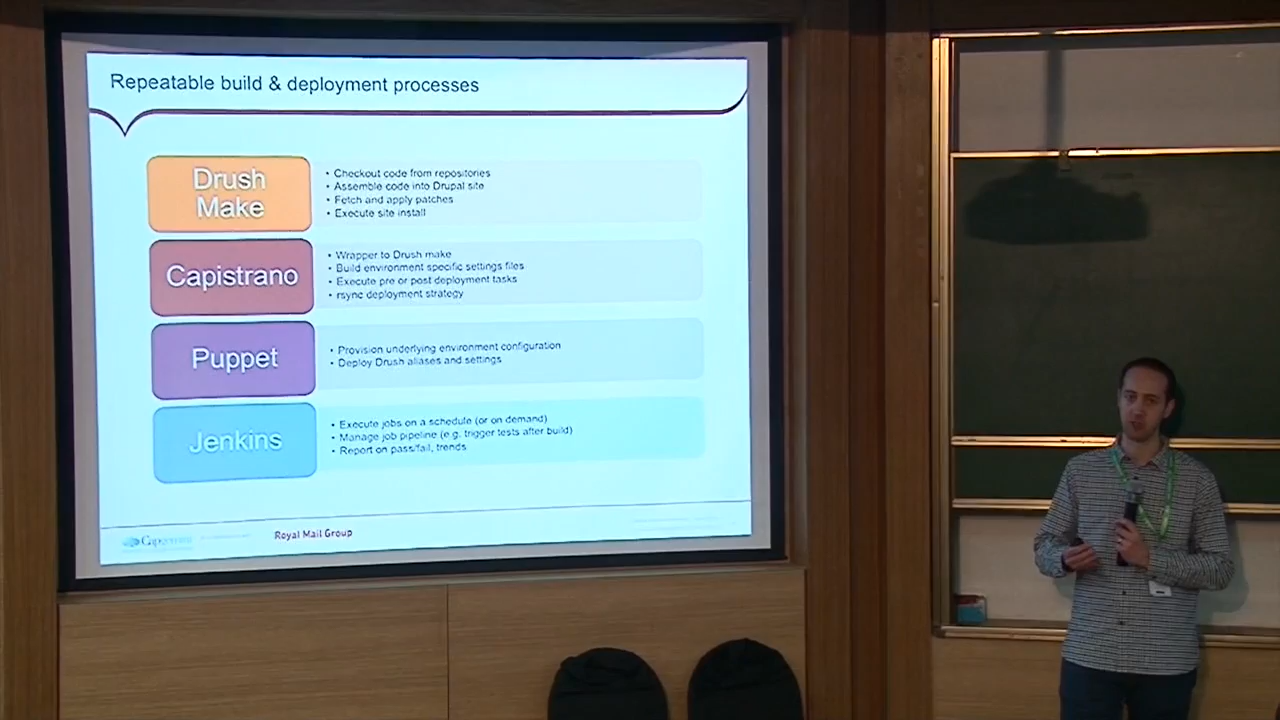 Repeatable build & deployment processes
Drush
Make
• Checkout code from repositories
• Assemble code into Drupal site
• Fetch and apply patches
• Execute site install
Capistrano
• Wrapper to Drush make
• Build environment specific settings files
• Execute pre or post deployment tasks
• rsync deployment strategy
Puppet
• Provision underlying environment configuration
• Deploy Drush aliases and settings
Jenkins
• Execute jobs on a schedule (or on demand)
• Manage job pipeline (e.g. trigger tests after build)
• Report on pass/fail, trends
Capgemini
Royal Mail Group